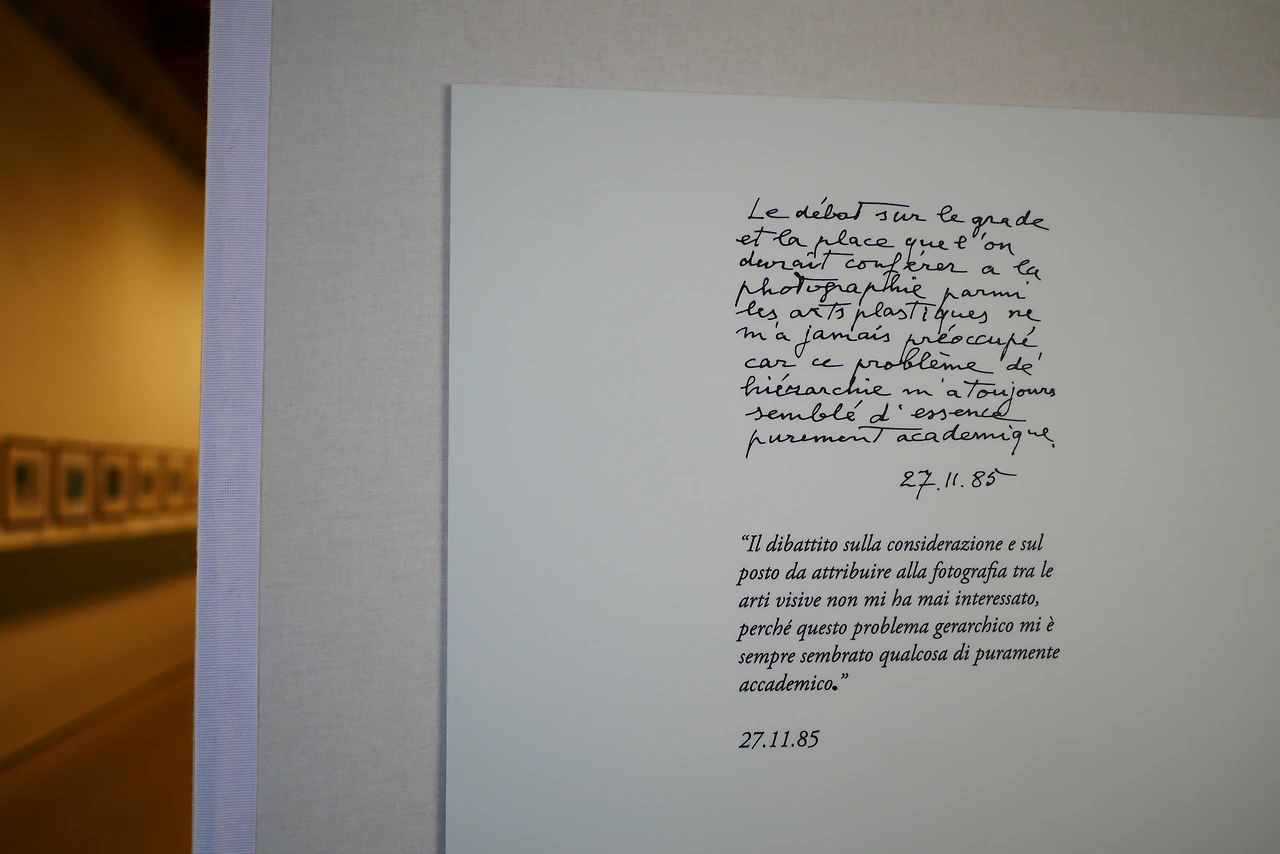 Le débat sur le grade
et la place que l'on
devrait conférer a la
photographie parmi
les arts plastiques ne
m'a jamais préoccupé
car ce problème de
hiérarchie m'a toujours
semblé d'essence
purement academique.
27.11.85
“Il dibattito sulla considerazione e sul
posto da attribuire alla fotografia tra le
arti visive non mi ha mai interessato,
perché questo problema gerarchico mi è
sempre sembrato qualcosa di puramente
accademico.”
27.11.85